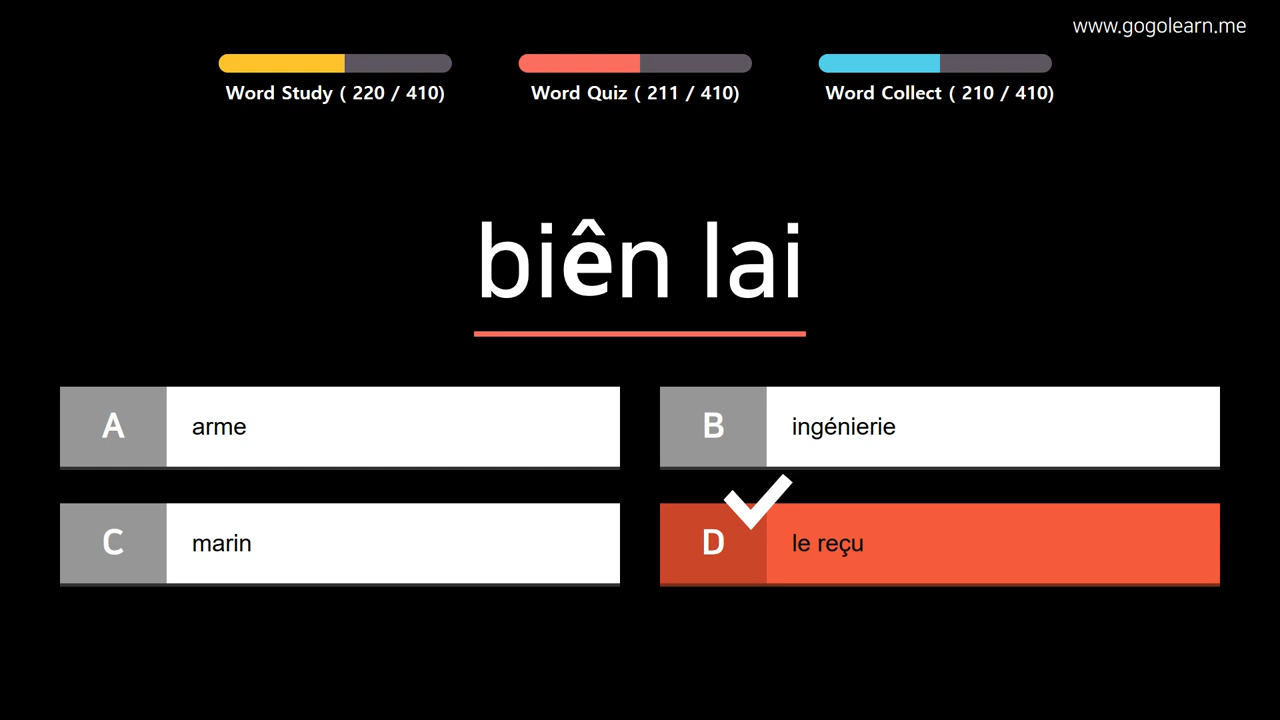 www.gogolearn.me
Word Study ( 220 / 410)
Word Quiz ( 211 / 410)
Word Collect ( 210 / 410)
biên lai
A arme
B ingénierie
C marin
D le reçu